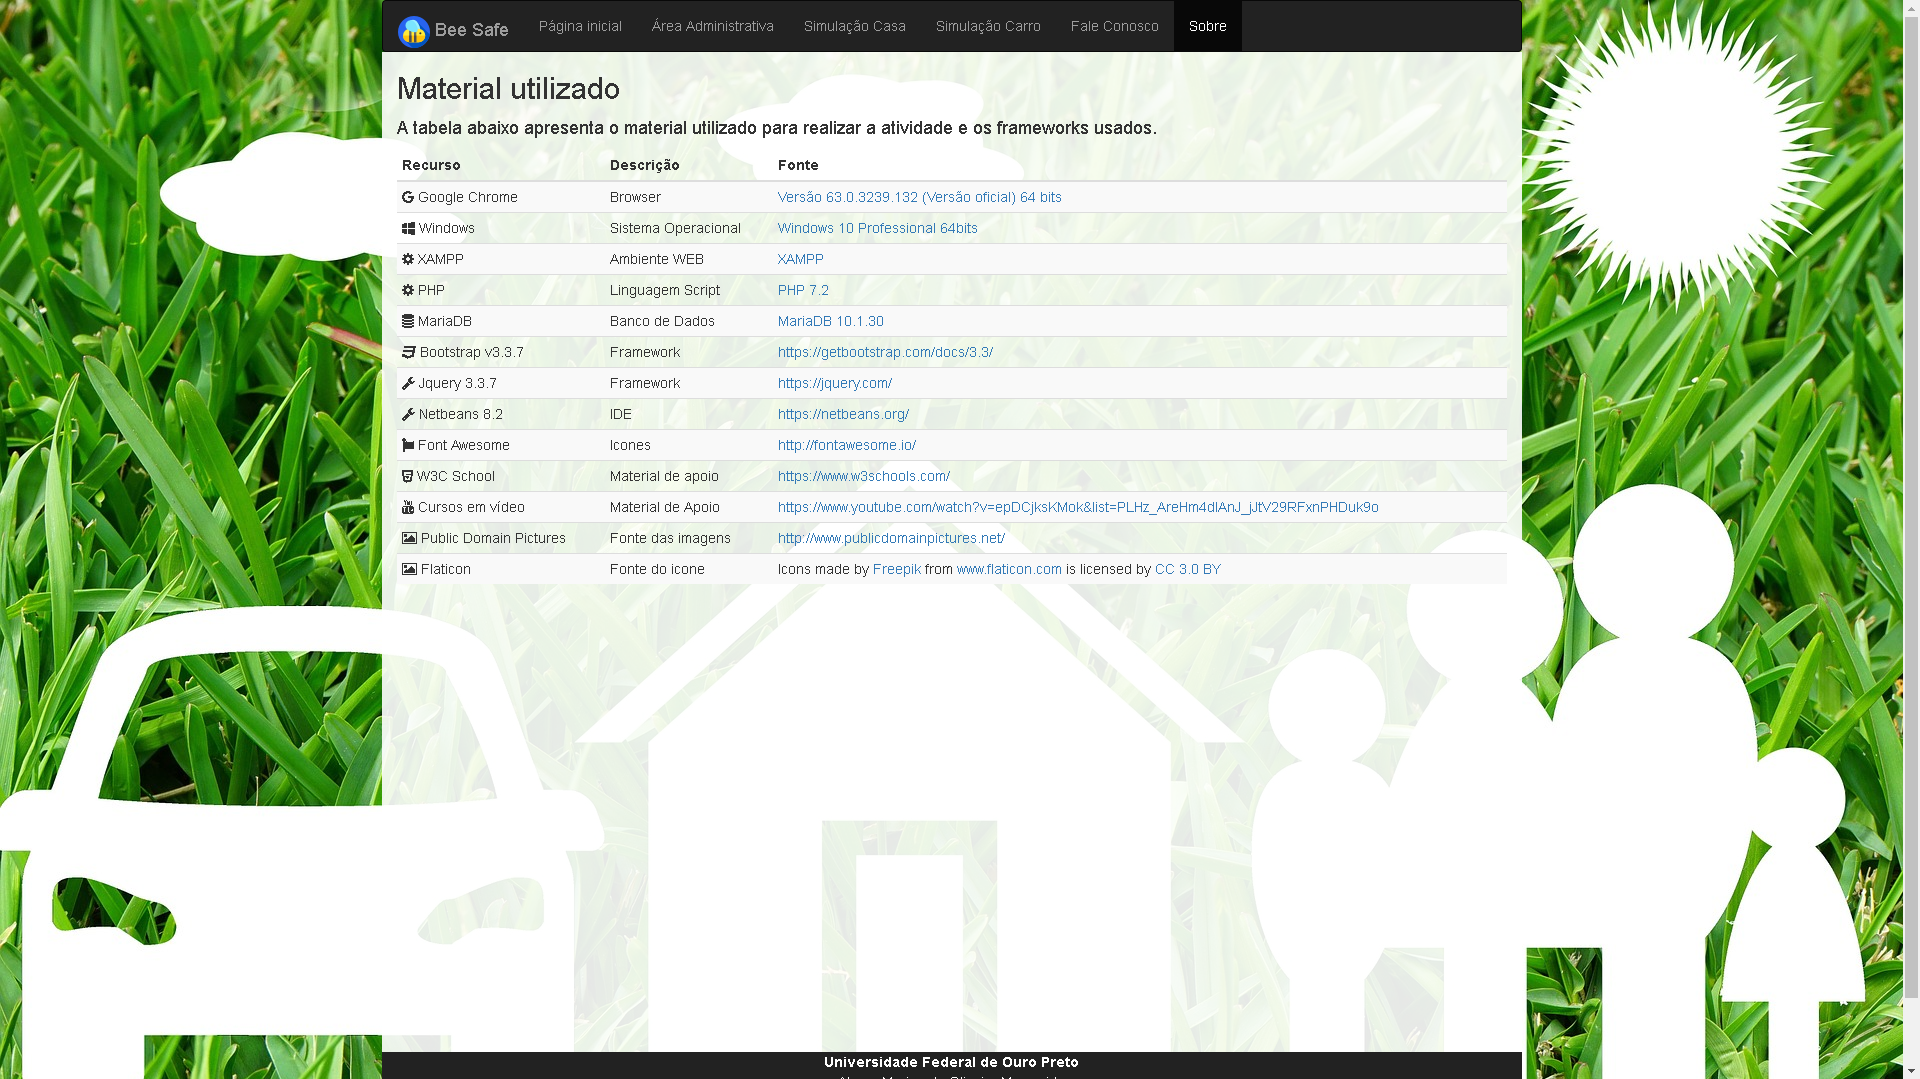 Bee Safe Página inicial Área Administrativa Simulação Casa Simulação Carro Fale Conosco Sobre
Material utilizado
A tabela abaixo apresenta o material utilizado para realizar a atividade e os frameworks usados.
Recurso Descrição Fonte
Google Chrome Browser Versão 63.0.3239.132 (Versão oficial) 64 bits
Windows Sistema Operacional Windows 10 Professional 64bits
XAMPP Ambiente WEB XAMPP
PHP Linguagem Script PHP 7.2
MariaDB Banco de Dados MariaDB 10.1.30
Bootstrap v3.3.7 Framework https://getbootstrap.com/docs/3.3/
Jquery 3.3.7 Framework https://jquery.com/
Netbeans 8.2 IDE https://netbeans.org/
Font Awesome Icones http://fontawesome.io/
W3C School Material de apoio https://www.w3schools.com/
Cursos em vídeo Material de Apoio https://www.youtube.com/watch?v=epDCjksKMok&list=PLHz_AreHm4dlAnJ_jJtV29RFxnPHDuk9o
Public Domain Pictures Fonte das imagens http://www.publicdomainpictures.net/
Flaticon Fonte do icone Icons made by Freepik from www.flaticon.com is licensed by CC 3.0 BY
Universidade Federal de Ouro Preto